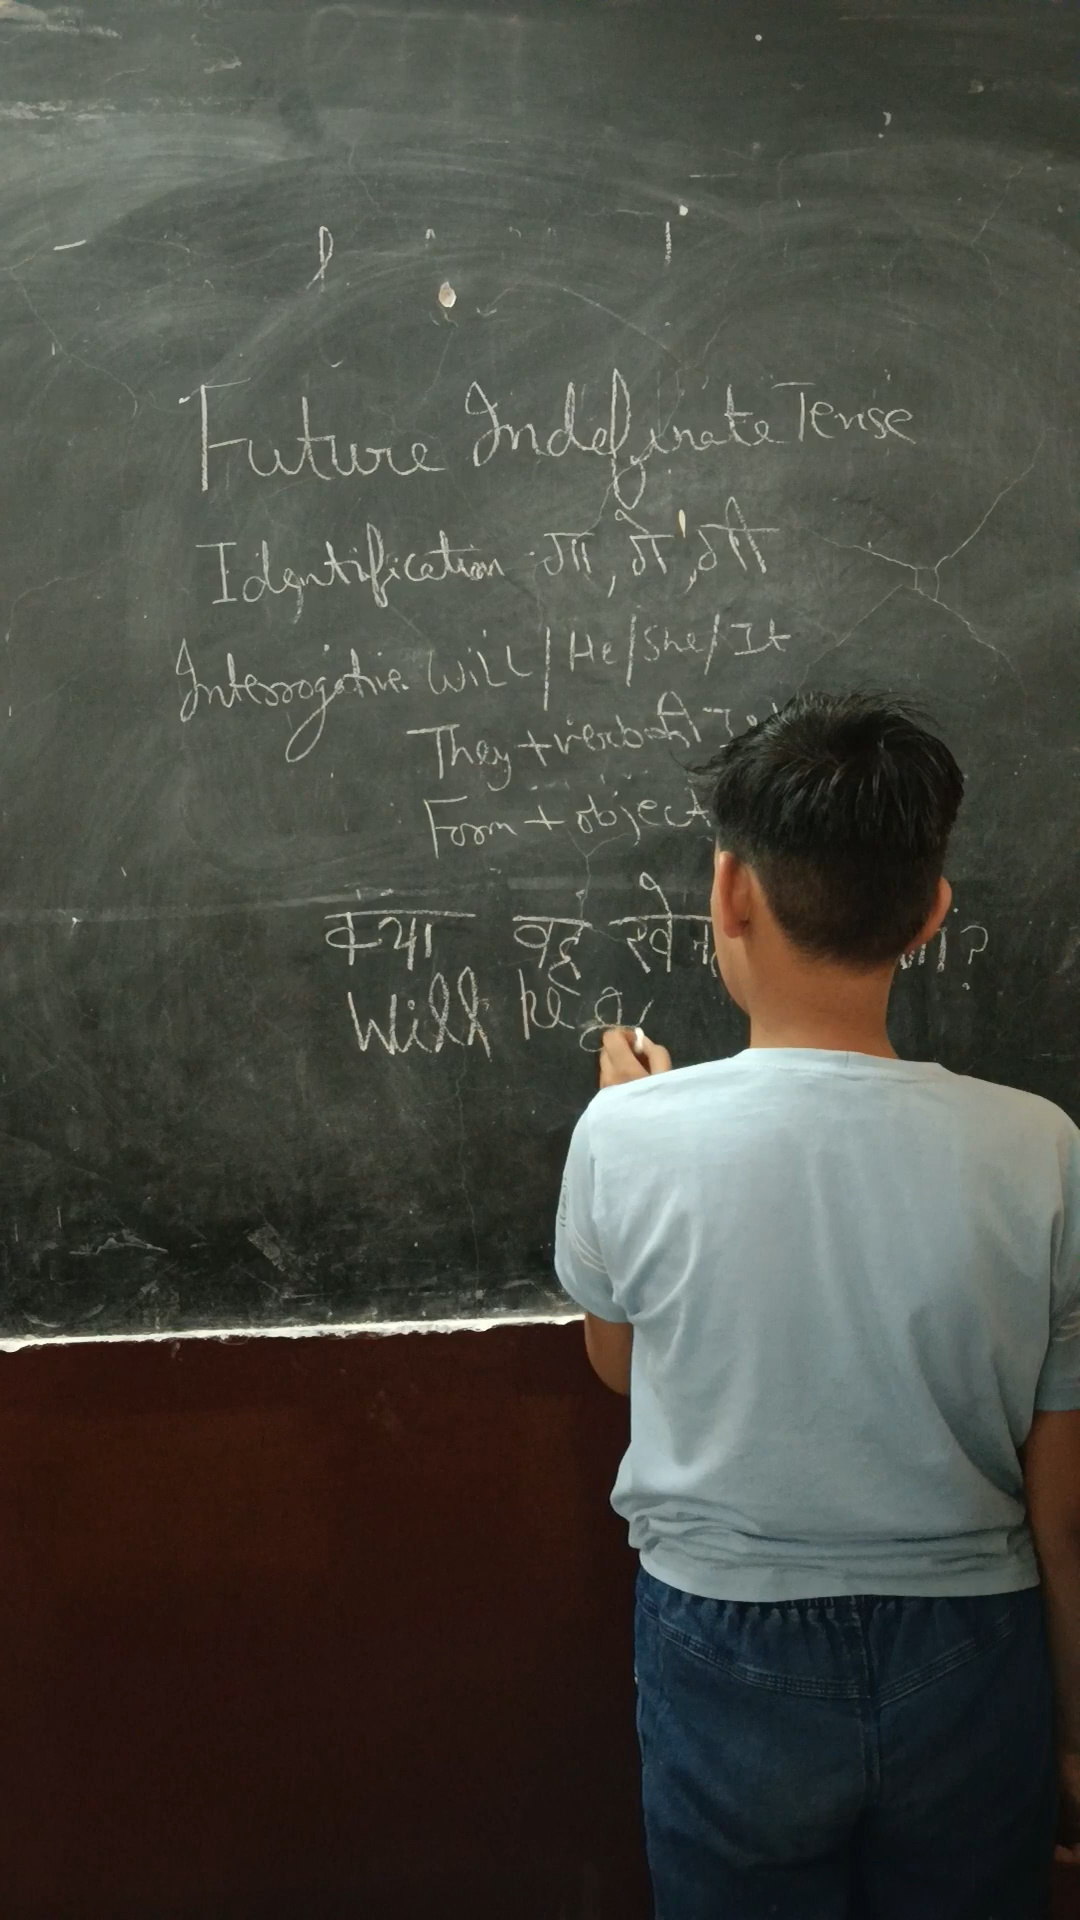 Future Indefinate Tense
Identification गा, गे, गी
Interrogative. Will/He/She/It
They + verb
Form + object
क्या वह ?
Will he g